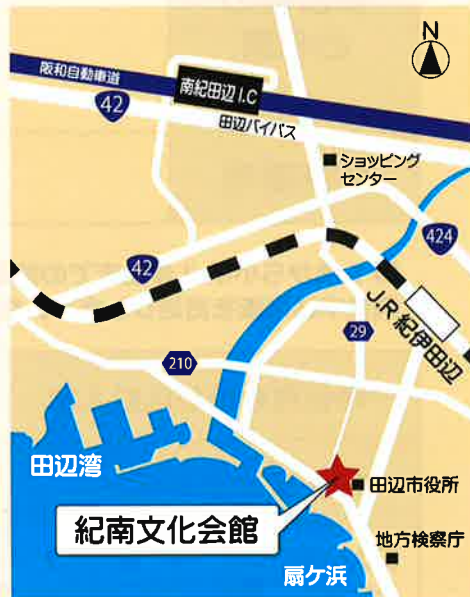 N
阪和自動車道
南紀田辺I.C
42
田辺バイパス
ショッピング
センター
424
42
J.R紀伊田辺
29
210
田辺湾
田辺市役所
紀南文化会館
地方検察庁
扇ケ浜